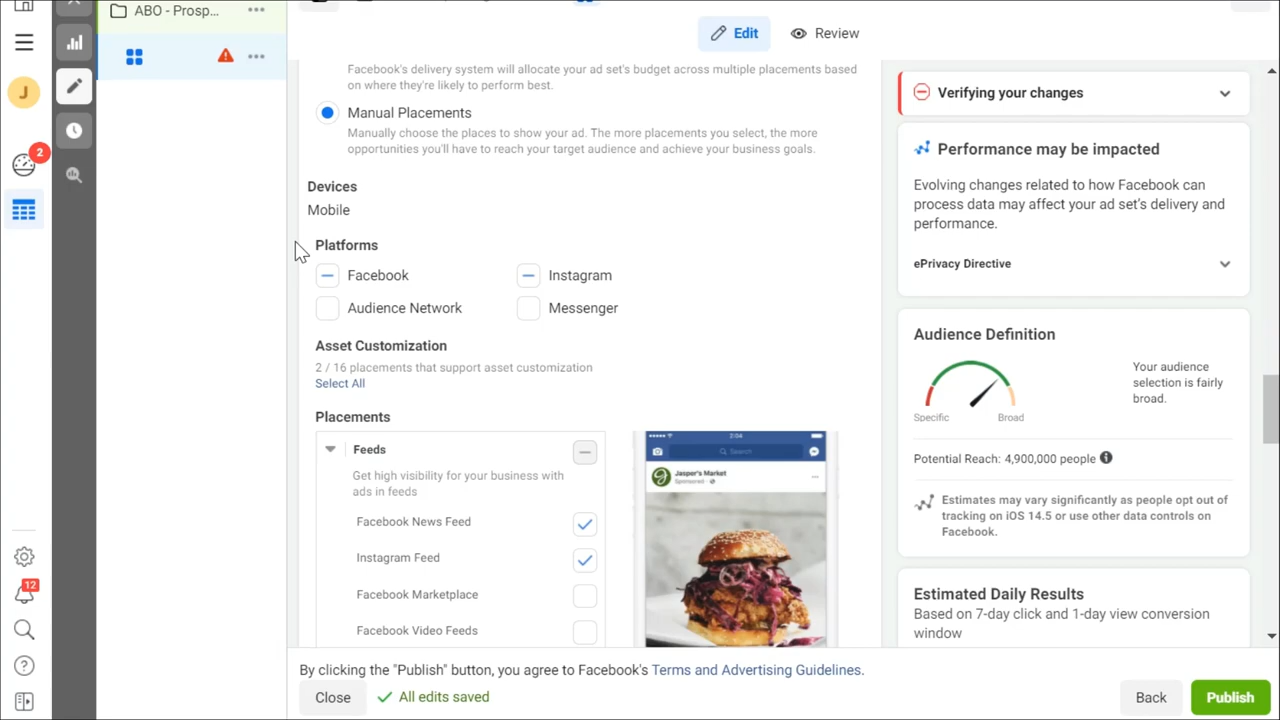 ABO - Prosp...
Edit
Review
J
2
12
Facebook's delivery system will allocate your ad set's budget across multiple placements based
on where they're likely to perform best.
Manual Placements
Manually choose the places to show your ad. The more placements you select, the more
opportunities you'll have to reach your target audience and achieve your business goals.
Devices
Mobile
Platforms
Facebook
Instagram
Audience Network
Messenger
Asset Customization
2 / 16 placements that support asset customization
Select All
Placements
Feeds
Get high visibility for your business with
ads in feeds
Facebook News Feed
Instagram Feed
Facebook Marketplace
Facebook Video Feeds
2:04
Search
Jasper's Market
Sponsored
Verifying your changes
Performance may be impacted
Evolving changes related to how Facebook can
process data may affect your ad set's delivery and
performance.
ePrivacy Directive
Audience Definition
Specific
Broad
Your audience
selection is fairly
broad.
Potential Reach: 4,900,000 people
Estimates may vary significantly as people opt out of
tracking on iOS 14.5 or use other data controls on
Facebook.
Estimated Daily Results
Based on 7-day click and 1-day view conversion
window
By clicking the "Publish" button, you agree to Facebook's Terms and Advertising Guidelines.
Close
All edits saved
Back
Publish